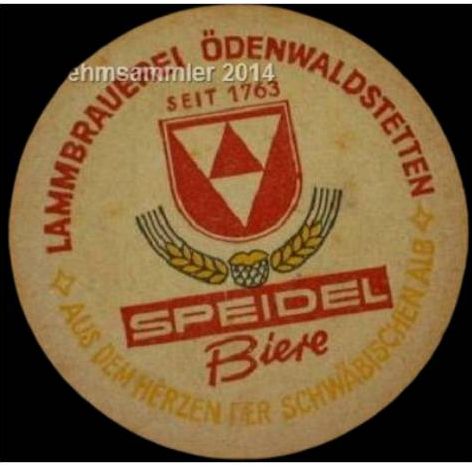 LAMMBRAUEREI ÖDENWALDSTETTEN
ehmsammler 2014
SEIT 1763
SPEIDEL
Biere
AUS DEM HERZEN DER SCHWÄBISCHEN ALB